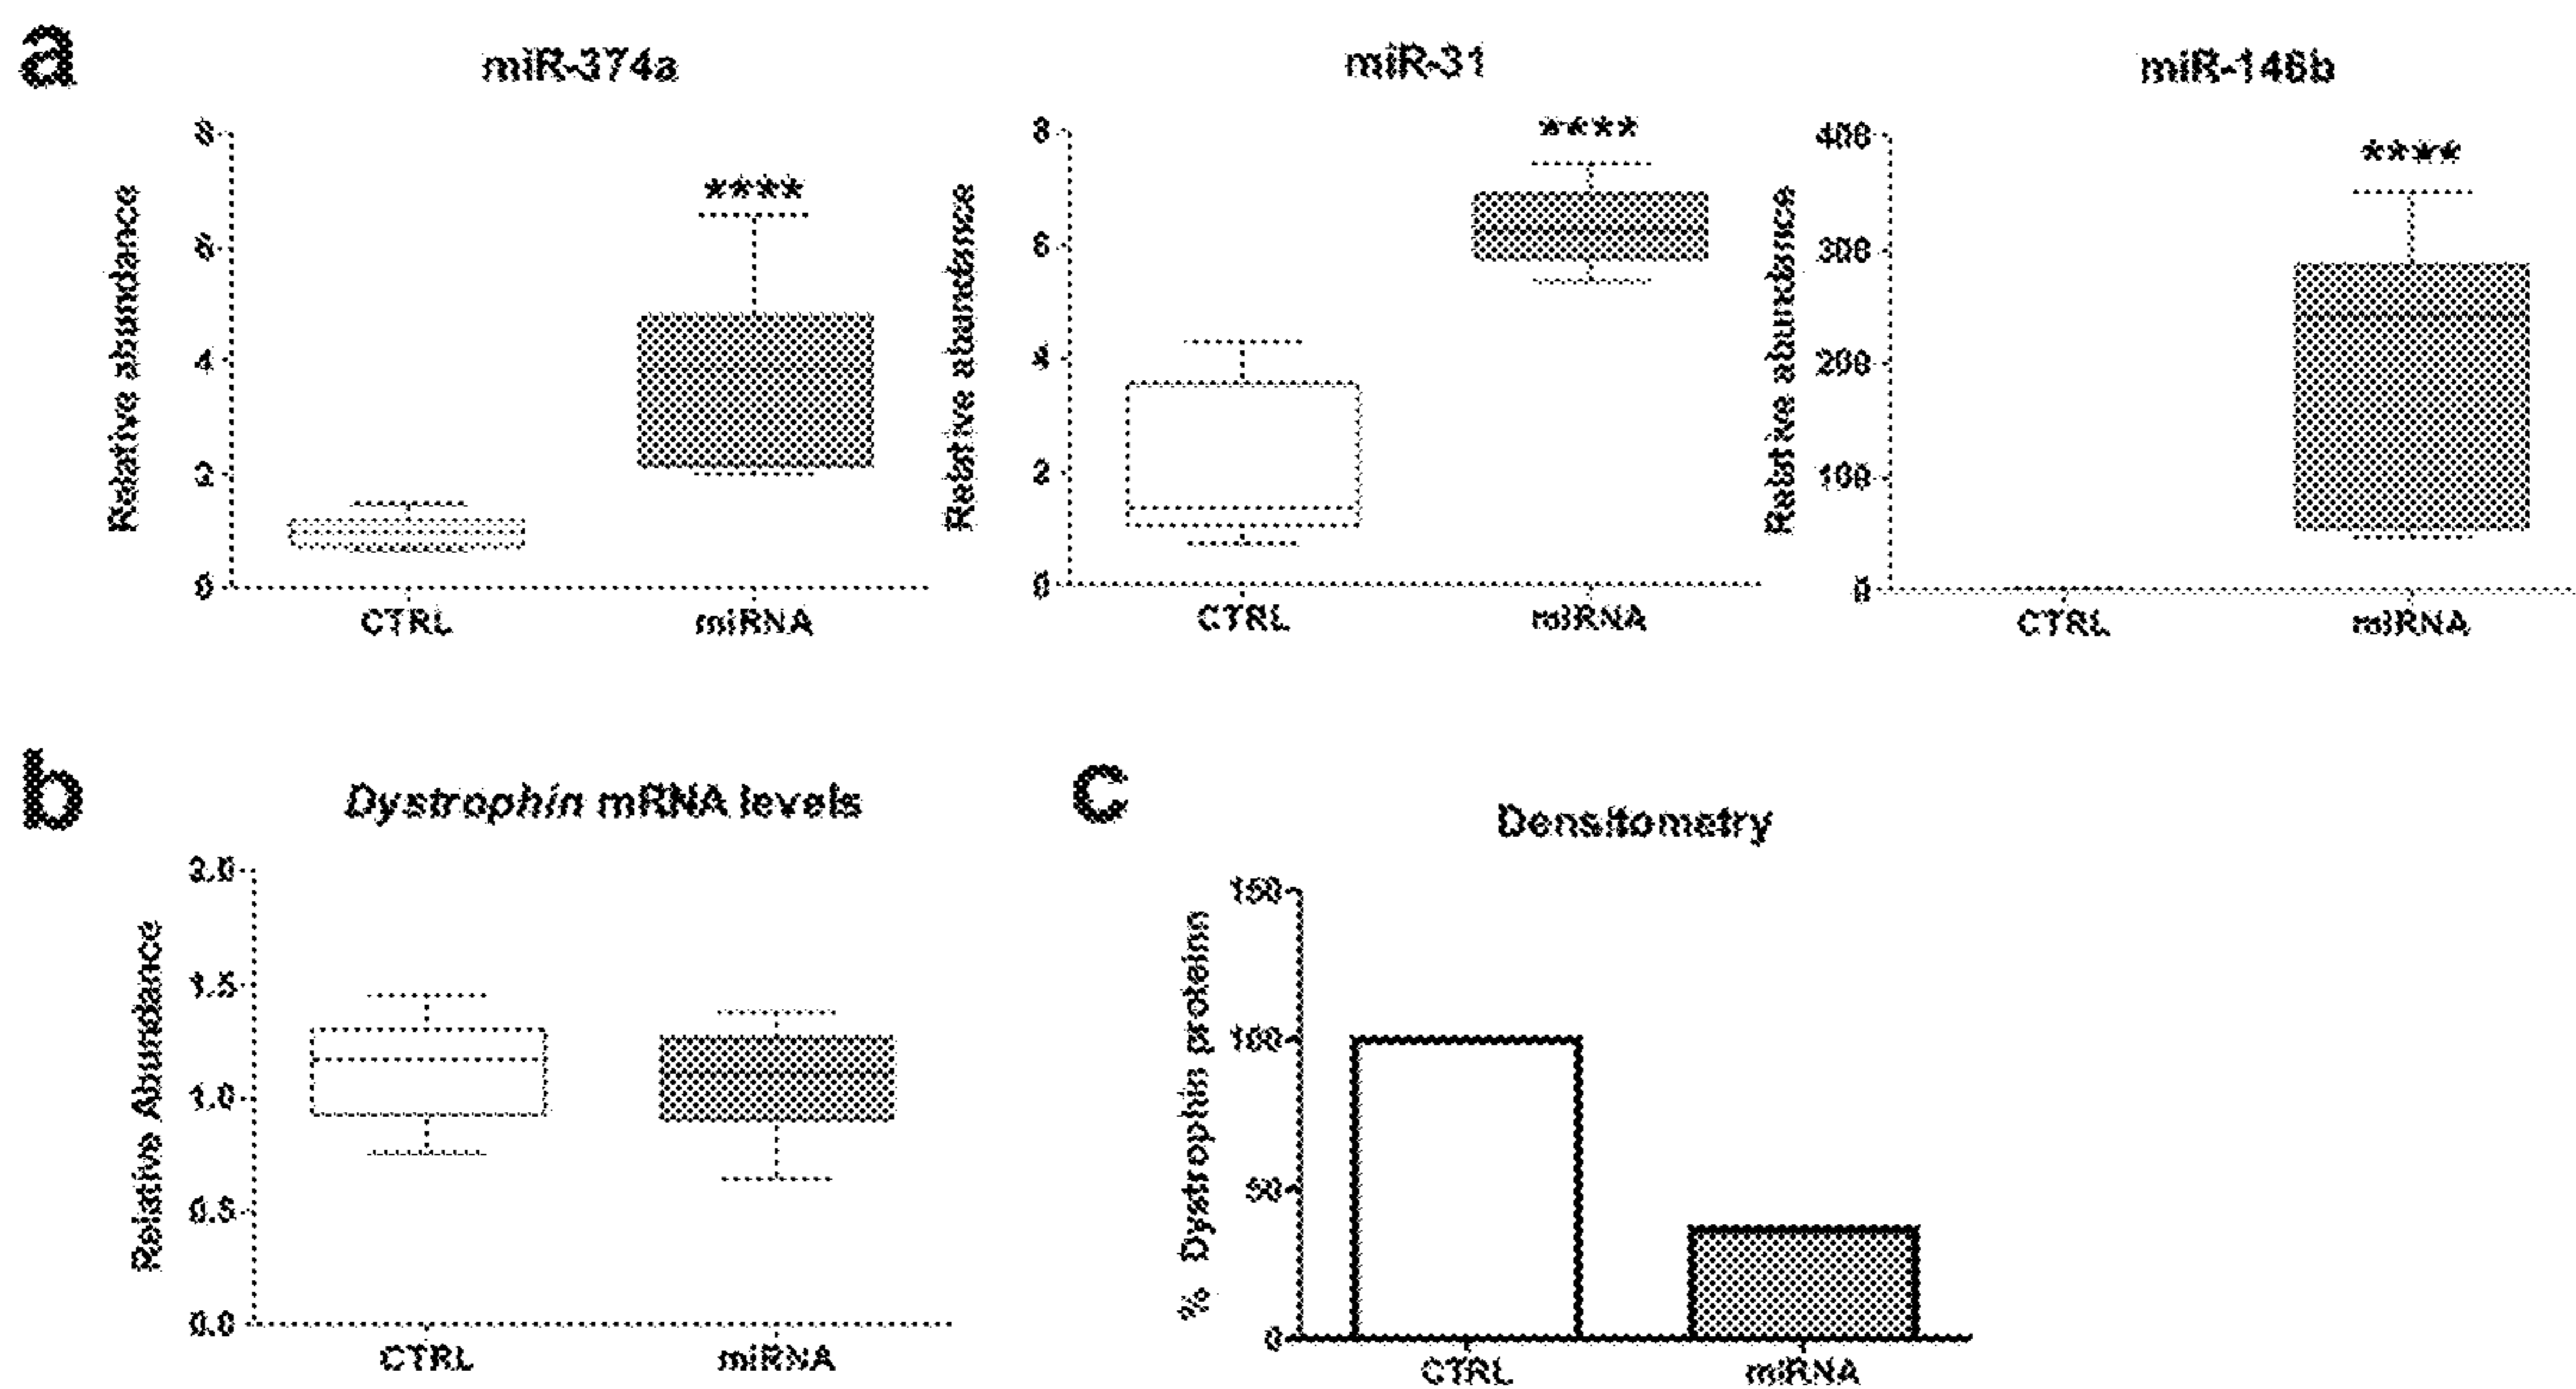 a
miR-374a
Relative abundance
8
6
4
2
0
CTRL
miRNA
****
miR-31
Relative abundance
8
6
4
2
0
CTRL
miRNA
****
miR-146b
Relative abundance
400
300
200
100
0
CTRL
miRNA
****
b
Dystrophin mRNA levels
Relative Abundance
2.0
1.5
1.0
0.5
0.0
CTRL
miRNA
c
Densitometry
% Dystrophin proteins
150
100
50
0
CTRL
miRNA